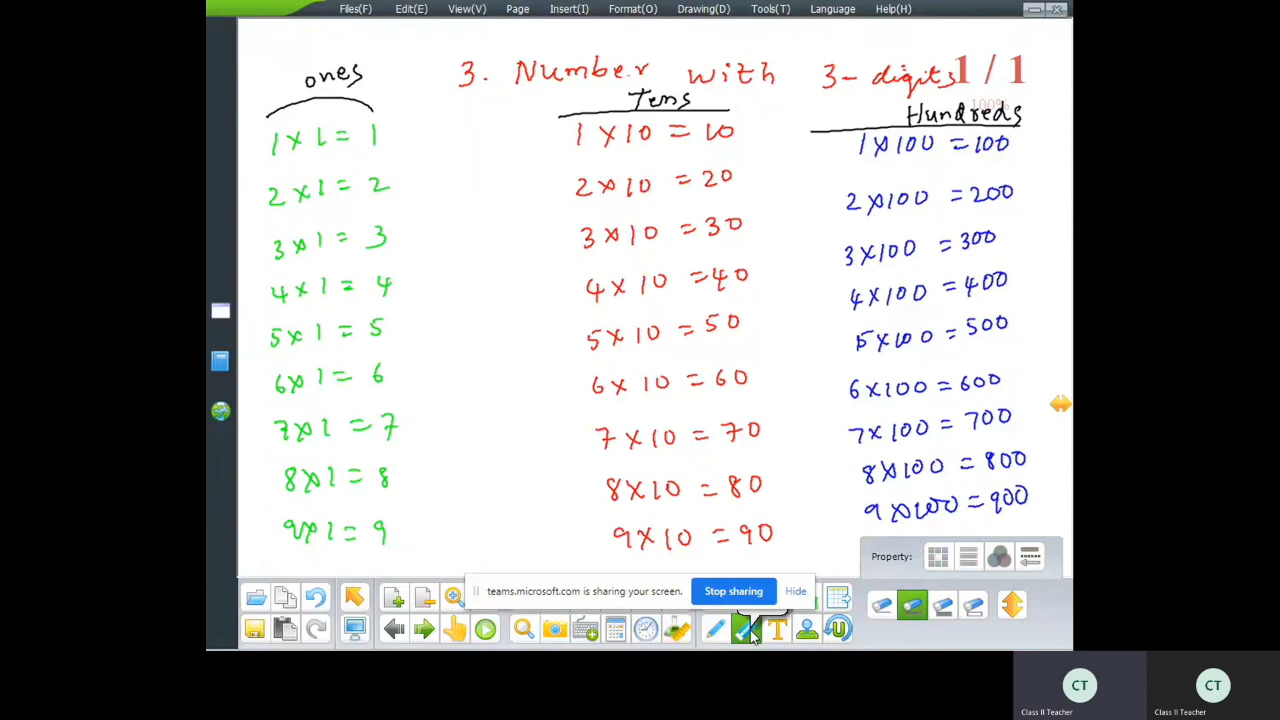 Files(F) Edit(E) View(V) Page Insert(I) Format(O) Drawing(D) Tools(T) Language Help(H)
3. Number with 3-digits
1 / 1
100%
ones
1x1=1
2x1=2
3x1=3
4x1=4
5x1=5
6x1=6
7x1=7
8x1=8
9x1=9
Tens
1x10=10
2x10=20
3x10=30
4x10=40
5x10=50
6x10=60
7x10=70
8x10=80
9x10=90
Hundreds
1x100=100
2x100=200
3x100=300
4x100=400
5x100=500
6x100=600
7x100=700
8x100=800
9x100=900
Property:
teams.microsoft.com is sharing your screen. Stop sharing Hide
T
CT CT
Class II Teacher Class II Teacher